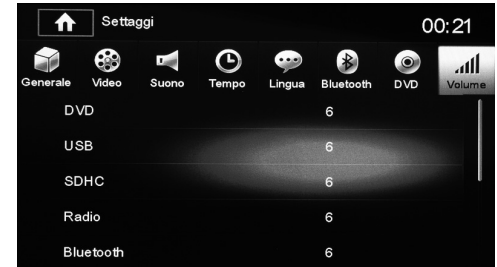 Settaggi 00:21
Generale Video Suono Tempo Lingua Bluetooth DVD Volume
DVD 6
USB 6
SDHC 6
Radio 6
Bluetooth 6